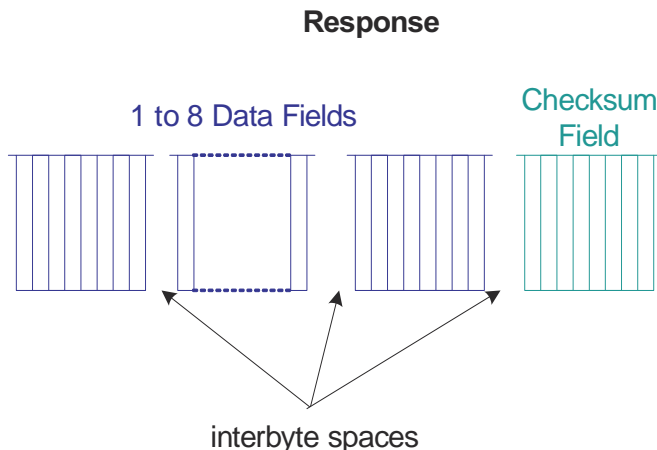 Response
1 to 8 Data Fields
Checksum
Field
interbyte spaces